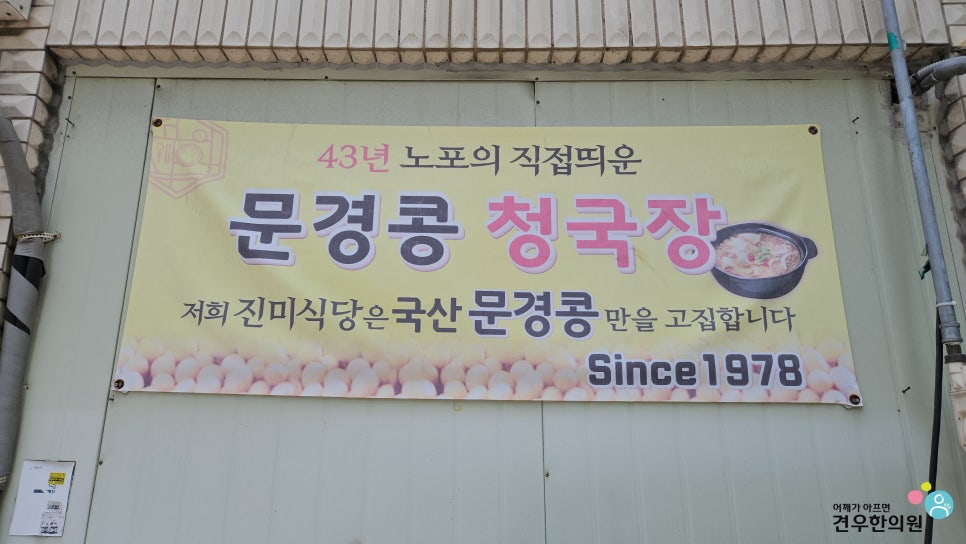 43년 노포의 직접띄운
문경콩 청국장
저희 진미식당은 국산 문경콩 만을 고집합니다
Since1978
어깨가 아프면
견우한의원